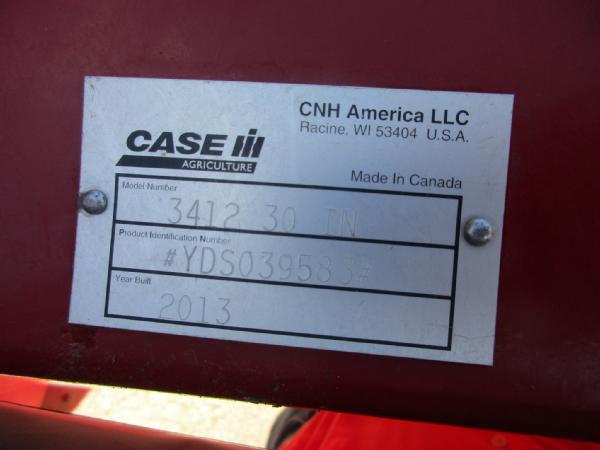 CNH America LLC
Racine, WI 53404 U.S.A.
CASE IH
AGRICULTURE
Made In Canada
Model Number
3412 30 IN
Product Identification Number
#YDS039583#
Year Built
2013